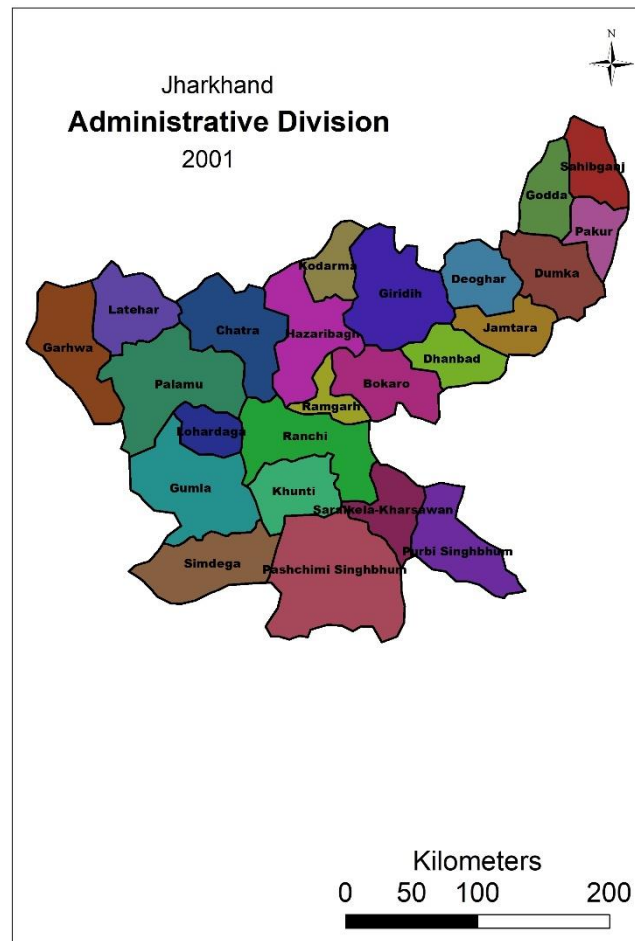 N
Jharkhand
Administrative Division
2001
Sahibganj
Godda
Pakur
Kodarma
Deoghar
Dumka
Giridih
Latehar
Chatra
Hazaribagh
Jamtara
Garhwa
Dhanbad
Palamu
Bokaro
Ramgarh
Lohardaga
Ranchi
Gumla
Khunti
Saraikela-Kharsawan
Purbi Singhbhum
Simdega
Pashchimi Singhbhum
Kilometers
0 50 100 200